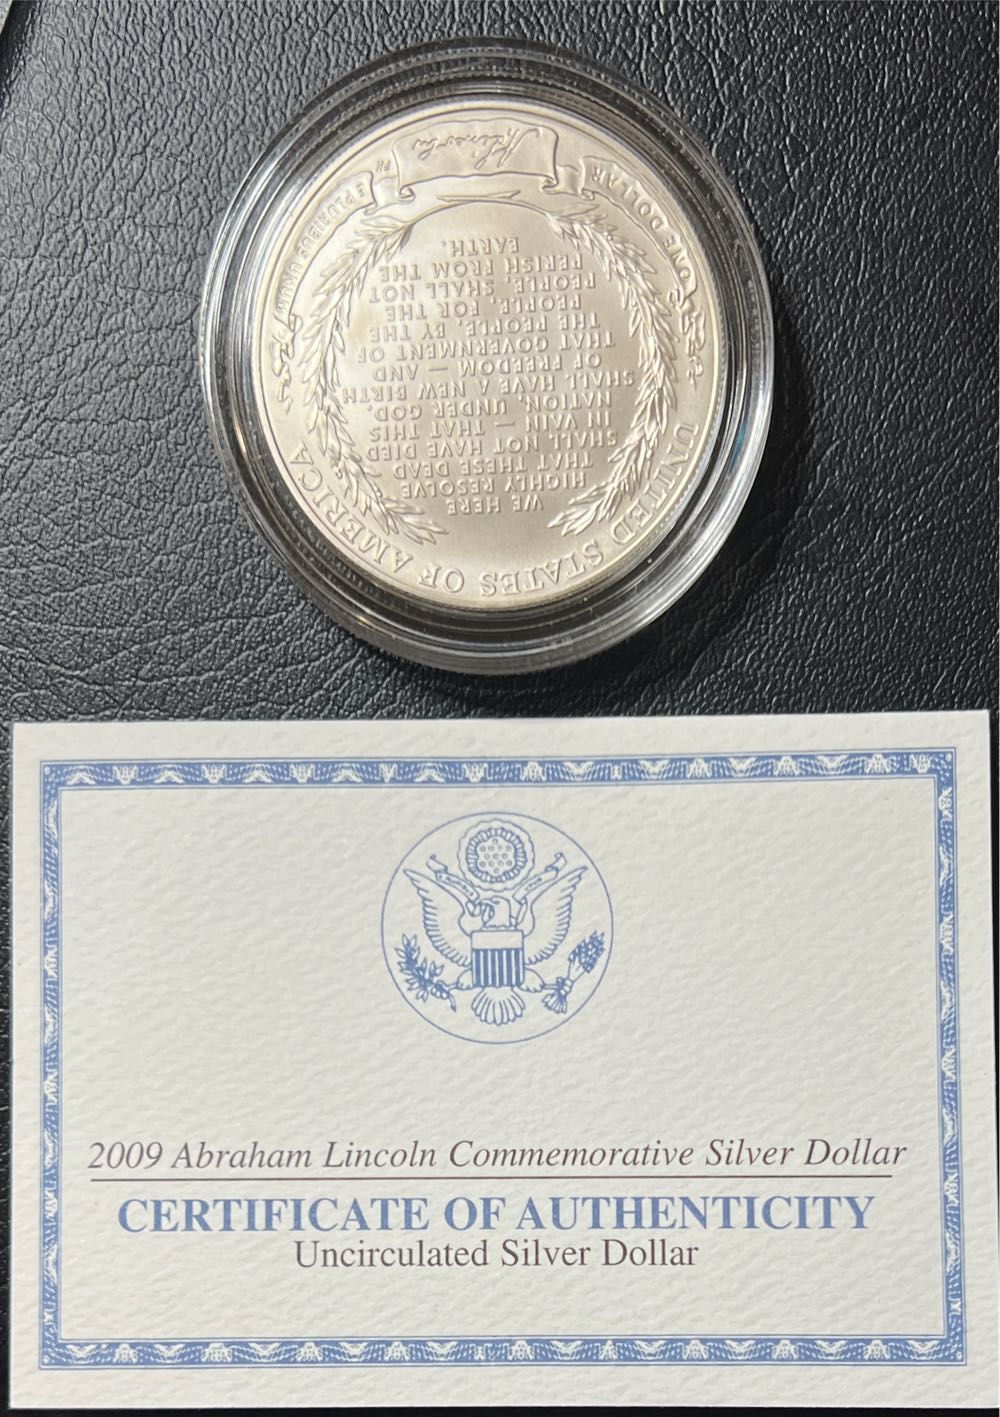 UNITED STATES OF AMERICA
WE HERE
HIGHLY RESOLVE
THAT THESE DEAD
SHALL NOT HAVE DIED
IN VAIN — THAT THIS
NATION, UNDER GOD,
SHALL HAVE A NEW BIRTH
OF FREEDOM — AND
THAT GOVERNMENT OF
THE PEOPLE, BY THE
PEOPLE, FOR THE
PEOPLE, SHALL NOT
PERISH FROM THE
EARTH.
ONE DOLLAR
A. Lincoln
PH
E PLURIBUS UNUM
2009 Abraham Lincoln Commemorative Silver Dollar
CERTIFICATE OF AUTHENTICITY
Uncirculated Silver Dollar